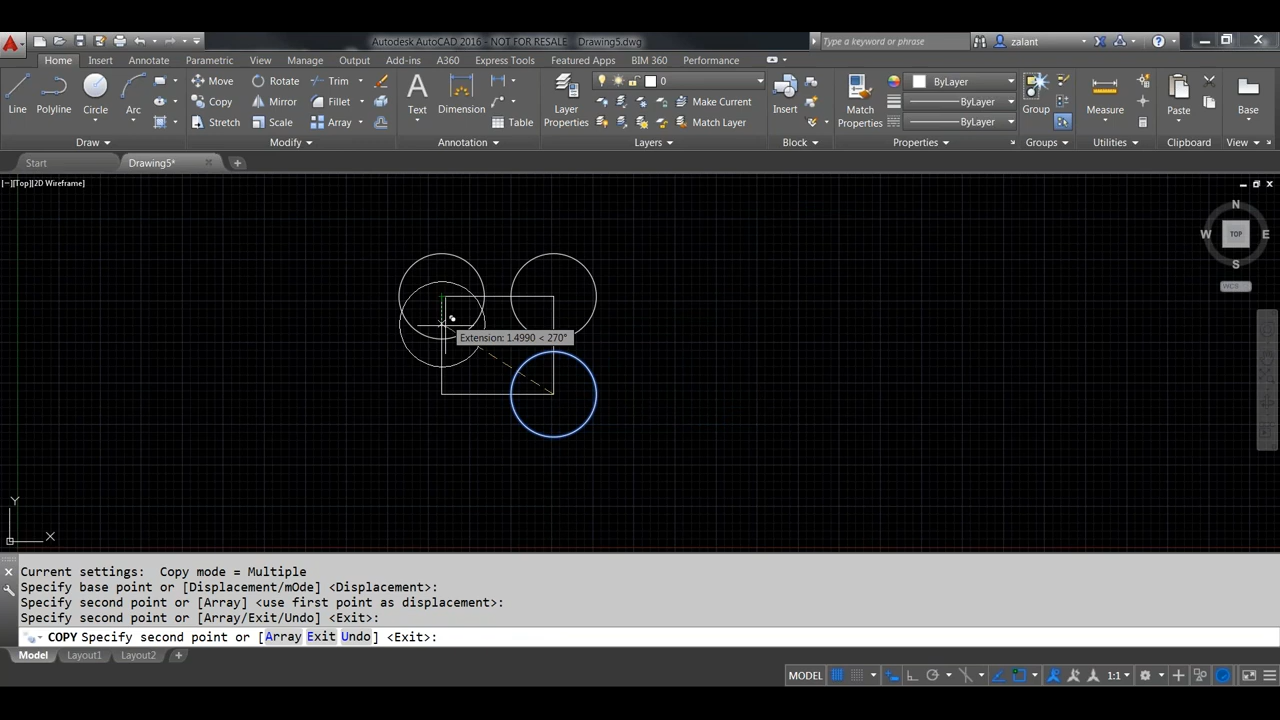 Autodesk AutoCAD 2016 - NOT FOR RESALE Drawing5.dwg
Type a keyword or phrase
zalant
Home Insert Annotate Parametric View Manage Output Add-ins A360 Express Tools Featured Apps BIM 360 Performance
Line Polyline Circle Arc
Move Rotate Trim
Copy Mirror Fillet
Stretch Scale Array
Text Dimension
Table
Layer Properties
0
Make Current
Match Layer
Insert
Match Properties
ByLayer
ByLayer
ByLayer
Group
Measure
Paste
Base
Draw Modify Annotation Layers Block Properties Groups Utilities Clipboard View
Start Drawing5*
[−][Top][2D Wireframe]
N
W TOP E
S
WCS
Extension: 1.4990 < 270°
Y
X
Current settings: Copy mode = Multiple
Specify base point or [Displacement/mOde] <Displacement>:
Specify second point or [Array] <use first point as displacement>:
Specify second point or [Array/Exit/Undo] <Exit>:
COPY Specify second point or [Array Exit Undo] <Exit>:
Model Layout1 Layout2
MODEL 1:1